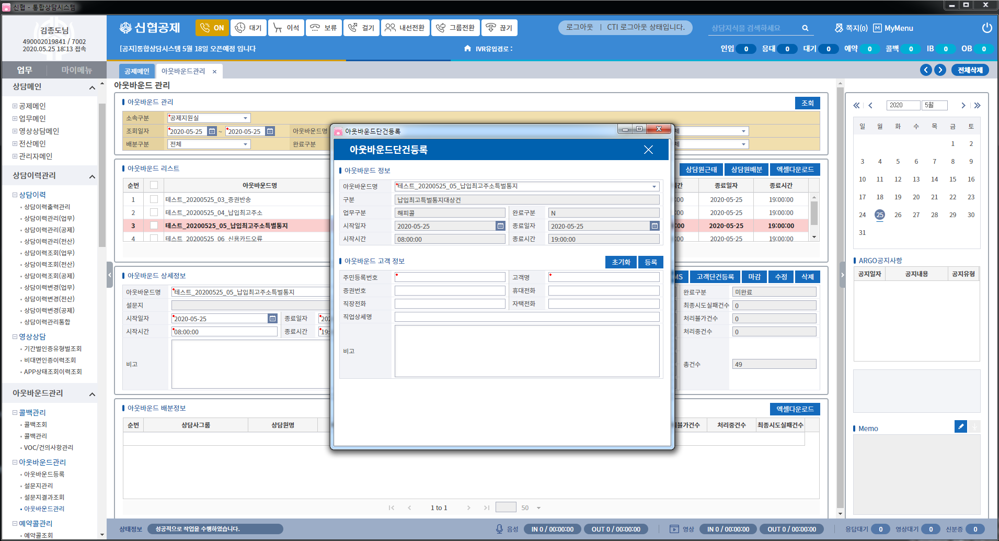 신협 - 통합상담시스템
김종도님
490002019841 / 7002
2020.05.25 18:13 접속
신협공제
ON 대기 이석 보류 걸기 내선전환 그룹전환 끊기
로그아웃 | CTI 로그아웃 상태입니다.
상담지식을 검색하세요
쪽지(0) MyMenu
[공지]통합상담시스템 5월 18일 오픈예정 입니다
IVR유입경로 :
인입 0 응대 0 대기 0 예약 0 콜백 0 IB 0 OB 0
업무 마이메뉴
공제메인 아웃바운드관리 ×
전체삭제
상담메인
공제메인
업무메인
영상상담메인
전산메인
관리자메인
상담이력관리
상담이력
상담이력출력관리
상담이력관리(업무)
상담이력관리(공제)
상담이력관리(전산)
상담이력조회(업무)
상담이력조회(전산)
상담이력조회(공제)
상담이력변경(업무)
상담이력변경(전산)
상담이력변경(공제)
상담이력관리통합
영상상담
기간별인증유형별조회
비대면인증이력조회
APP상태조회이력조회
아웃바운드관리
콜백관리
콜백조회
콜백관리
VOC/건의사항관리
아웃바운드관리
아웃바운드등록
설문지관리
설문지결과조회
아웃바운드관리
예약콜관리
예약콜조회
아웃바운드 관리
아웃바운드 관리
조회
소속구분 공제지원실
조회일자 2020-05-25 ~ 2020-05-25 아웃바운드명 체
배분구분 전체 완료구분 체
아웃바운드 리스트
상담원근태 상담원배분 엑셀다운로드
순번 아웃바운드명 시간 종료일자 종료시간
1 테스트_20200525_03_증권반송 :00 2020-05-25 19:00:00
2 테스트_20200525_04_납입최고주소 :00 2020-05-25 19:00:00
3 테스트_20200525_05_납입최고주소특별통지 :00 2020-05-25 19:00:00
4 테스트_20200525_06_신용카드오류 :00 2020-05-25 19:00:00
아웃바운드 상세정보
MS 고객단건등록 마감 수정 삭제
아웃바운드명 테스트_20200525_05_납입최고주소특별통지 완료구분 미완료
설문지 최종시도실패건수 0
시작일자 2020-05-25 종료일자 202 처리불가건수 0
시작시간 08:00:00 종료시간 19: 처리중건수 0
비고 총건수 49
아웃바운드 배분정보
엑셀다운로드
순번 상담사그룹 상담원명 불가건수 처리중건수 최종시도실패건수
1 to 1 50
아웃바운드단건등록
아웃바운드단건등록
아웃바운드 정보
아웃바운드명 테스트_20200525_05_납입최고주소특별통지
구분 납입최고특별통지대상건
업무구분 해피콜 완료구분 N
시작일자 2020-05-25 종료일자 2020-05-25
시작시간 08:00:00 종료시간 19:00:00
아웃바운드 고객 정보
초기화 등록
주민등록번호 고객명
증권번호 휴대전화
직장전화 자택전화
직업상세명
비고
2020 5월
일 월 화 수 목 금 토
1 2
3 4 5 6 7 8 9
10 11 12 13 14 15 16
17 18 19 20 21 22 23
24 25 26 27 28 29 30
31
ARGO공지사항
공지일자 공지내용 공지유형
Memo
상태정보 성공적으로 작업을 수행하였습니다.
음성 IN 0 / 00:00:00 OUT 0 / 00:00:00
영상 IN 0 / 00:00:00 OUT 0 / 00:00:00
응답대기 0 영상대기 0 신분증 0